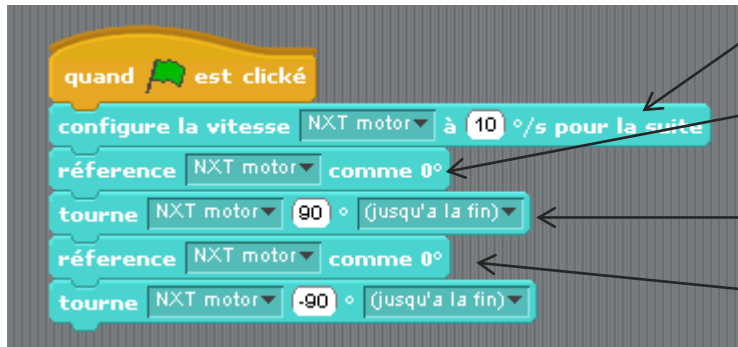 quand est clické
configure la vitesse NXT motor à 10 °/s pour la suite
réference NXT motor comme 0°
tourne NXT motor 90 ° (jusqu'a la fin)
réference NXT motor comme 0°
tourne NXT motor -90 ° (jusqu'a la fin)